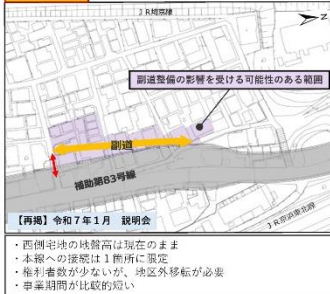 JR埼京線
N
副道整備の影響を受ける可能性のある範囲
副道
補助第83号線
JR京浜東北線
【再掲】令和7年1月 説明会
・西側宅地の地盤高は現在のまま
・本線への接続は1箇所に限定
・権利者数が少ないが、地区外移転が必要
・事業期間が比較的短い